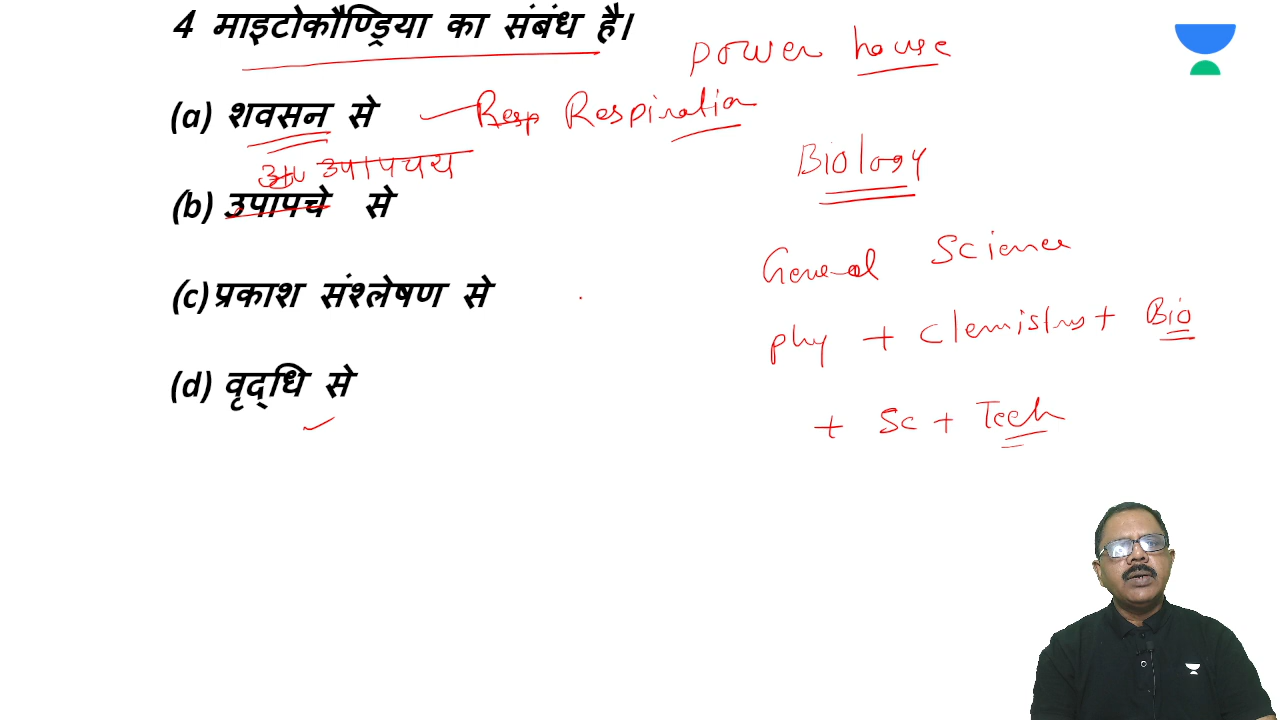 4 माइटोकौण्ड्रिया का संबंध है।
power house
(a) शवसन से
Resp Respiration
उपापचय
Biology
(b) उपापचे से
General Science
(c) प्रकाश संश्लेषण से
phy + Chemistry + Bio
(d) वृद्धि से
+ Sc + Tech